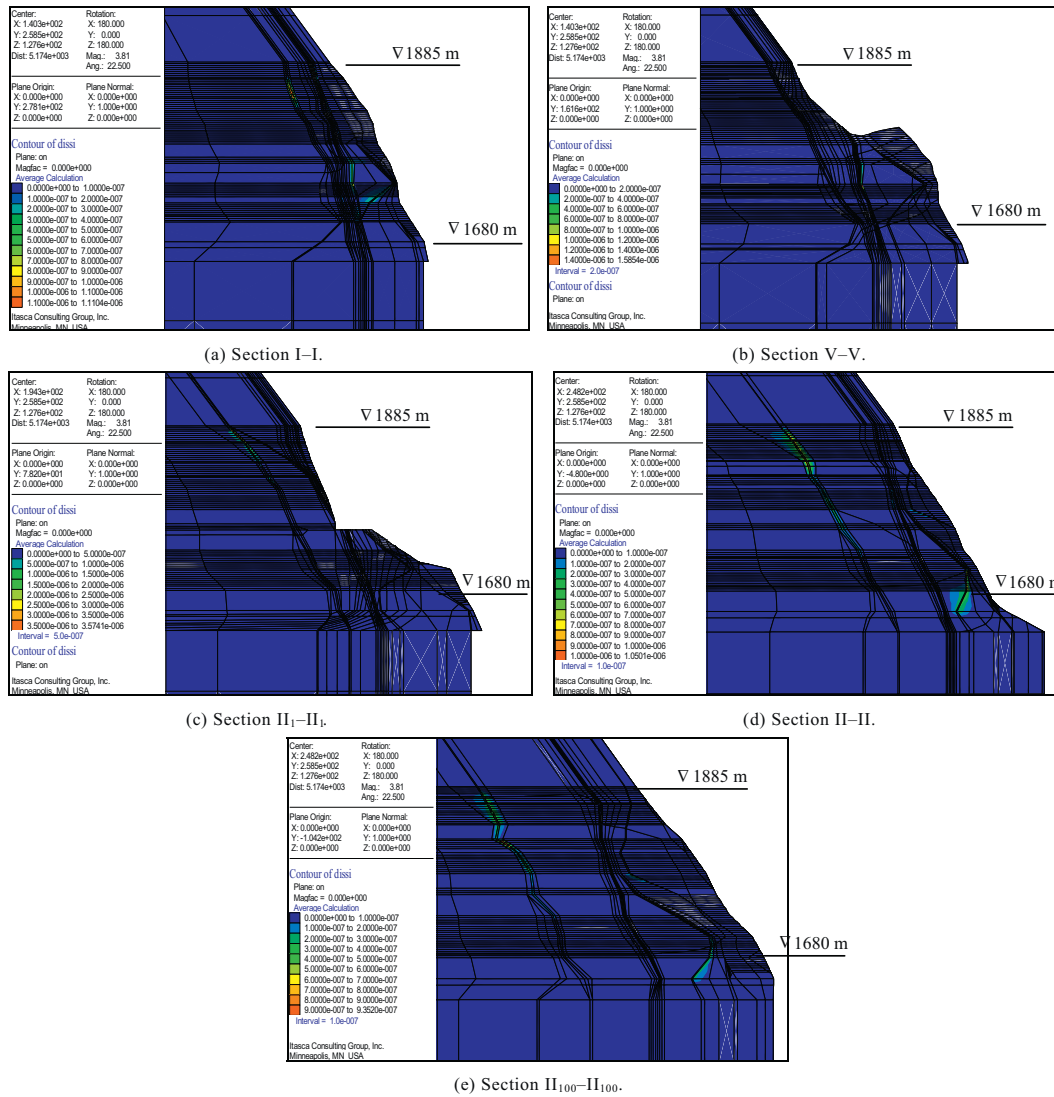 Center:
X: 1.403e+002
Y: 2.585e+002
Z: 1.276e+002
Dist: 5.174e+003
Rotation:
X: 180.000
Y: 0.000
Z: 180.000
Mag.: 3.81
Ang.: 22.500
Plane Origin:
X: 0.000e+000
Y: 2.781e+002
Z: 0.000e+000
Plane Normal:
X: 0.000e+000
Y: 1.000e+000
Z: 0.000e+000
Contour of dissi
Plane: on
Magfac = 0.000e+000
Average Calculation
0.0000e+000 to 1.0000e-007
1.0000e-007 to 2.0000e-007
2.0000e-007 to 3.0000e-007
3.0000e-007 to 4.0000e-007
4.0000e-007 to 5.0000e-007
5.0000e-007 to 6.0000e-007
6.0000e-007 to 7.0000e-007
7.0000e-007 to 8.0000e-007
8.0000e-007 to 9.0000e-007
9.0000e-007 to 1.0000e-006
1.0000e-006 to 1.1000e-006
1.1000e-006 to 1.1104e-006
Itasca Consulting Group, Inc.
Minneapolis, MN USA
∇ 1885 m
∇ 1680 m
(a) Section I–I.
Center:
X: 1.403e+002
Y: 2.585e+002
Z: 1.276e+002
Dist: 5.174e+003
Rotation:
X: 180.000
Y: 0.000
Z: 180.000
Mag.: 3.81
Ang.: 22.500
Plane Origin:
X: 0.000e+000
Y: 1.616e+002
Z: 0.000e+000
Plane Normal:
X: 0.000e+000
Y: 1.000e+000
Z: 0.000e+000
Contour of dissi
Plane: on
Magfac = 0.000e+000
Average Calculation
0.0000e+000 to 2.0000e-007
2.0000e-007 to 4.0000e-007
4.0000e-007 to 6.0000e-007
6.0000e-007 to 8.0000e-007
8.0000e-007 to 1.0000e-006
1.0000e-006 to 1.2000e-006
1.2000e-006 to 1.4000e-006
1.4000e-006 to 1.5854e-006
Interval = 2.0e-007
Contour of dissi
Plane: on
Itasca Consulting Group, Inc.
Minneapolis, MN USA
∇ 1885 m
∇ 1680 m
(b) Section V–V.
Center:
X: 1.943e+002
Y: 2.585e+002
Z: 1.276e+002
Dist: 5.174e+003
Rotation:
X: 180.000
Y: 0.000
Z: 180.000
Mag.: 3.81
Ang.: 22.500
Plane Origin:
X: 0.000e+000
Y: 7.820e+001
Z: 0.000e+000
Plane Normal:
X: 0.000e+000
Y: 1.000e+000
Z: 0.000e+000
Contour of dissi
Plane: on
Magfac = 0.000e+000
Average Calculation
0.0000e+000 to 5.0000e-007
5.0000e-007 to 1.0000e-006
1.0000e-006 to 1.5000e-006
1.5000e-006 to 2.0000e-006
2.0000e-006 to 2.5000e-006
2.5000e-006 to 3.0000e-006
3.0000e-006 to 3.5000e-006
3.5000e-006 to 3.5741e-006
Interval = 5.0e-007
Contour of dissi
Plane: on
Itasca Consulting Group, Inc.
Minneapolis, MN USA
∇ 1885 m
∇ 1680 m
(c) Section II₁–II₁.
Center:
X: 2.482e+002
Y: 2.585e+002
Z: 1.276e+002
Dist: 5.174e+003
Rotation:
X: 180.000
Y: 0.000
Z: 180.000
Mag.: 3.81
Ang.: 22.500
Plane Origin:
X: 0.000e+000
Y: -4.800e+000
Z: 0.000e+000
Plane Normal:
X: 0.000e+000
Y: 1.000e+000
Z: 0.000e+000
Contour of dissi
Plane: on
Magfac = 0.000e+000
Average Calculation
0.0000e+000 to 1.0000e-007
1.0000e-007 to 2.0000e-007
2.0000e-007 to 3.0000e-007
3.0000e-007 to 4.0000e-007
4.0000e-007 to 5.0000e-007
5.0000e-007 to 6.0000e-007
6.0000e-007 to 7.0000e-007
7.0000e-007 to 8.0000e-007
8.0000e-007 to 9.0000e-007
9.0000e-007 to 1.0000e-006
1.0000e-006 to 1.0501e-006
Interval = 1.0e-007
Itasca Consulting Group, Inc.
Minneapolis, MN USA
∇ 1885 m
∇ 1680 m
(d) Section II–II.
Center:
X: 2.482e+002
Y: 2.585e+002
Z: 1.276e+002
Dist: 5.174e+003
Rotation:
X: 180.000
Y: 0.000
Z: 180.000
Mag.: 3.81
Ang.: 22.500
Plane Origin:
X: 0.000e+000
Y: -1.042e+002
Z: 0.000e+000
Plane Normal:
X: 0.000e+000
Y: 1.000e+000
Z: 0.000e+000
Contour of dissi
Plane: on
Magfac = 0.000e+000
Average Calculation
0.0000e+000 to 1.0000e-007
1.0000e-007 to 2.0000e-007
2.0000e-007 to 3.0000e-007
3.0000e-007 to 4.0000e-007
4.0000e-007 to 5.0000e-007
5.0000e-007 to 6.0000e-007
6.0000e-007 to 7.0000e-007
7.0000e-007 to 8.0000e-007
8.0000e-007 to 9.0000e-007
9.0000e-007 to 9.3520e-007
Interval = 1.0e-007
Itasca Consulting Group, Inc.
Minneapolis, MN USA
∇ 1885 m
∇ 1680 m
(e) Section II₁₀₀–II₁₀₀.